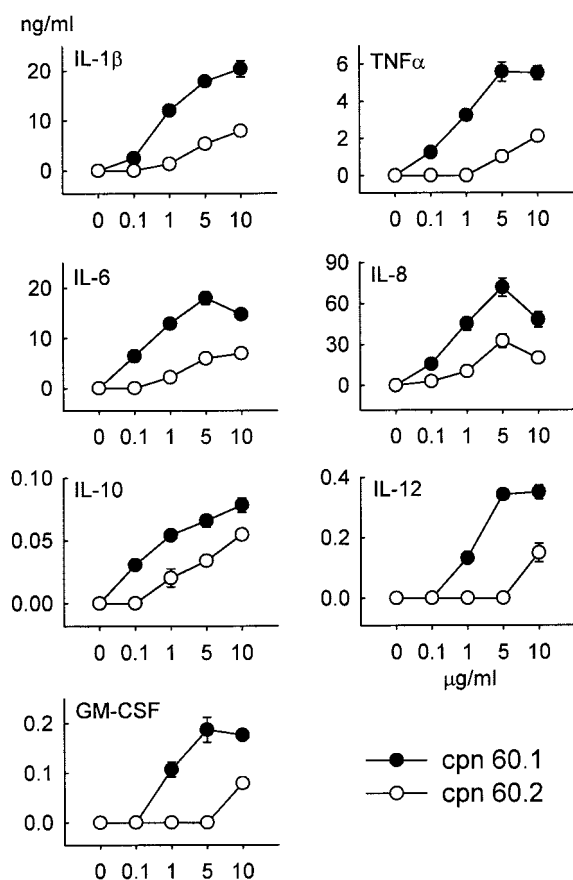 ng/ml
IL-1β
20
10
0
0 0.1 1 5 10
TNFα
6
4
2
0
0 0.1 1 5 10
IL-6
20
10
0
0 0.1 1 5 10
IL-8
90
60
30
0
0 0.1 1 5 10
IL-10
0.10
0.05
0.00
0 0.1 1 5 10
IL-12
0.4
0.2
0.0
0 0.1 1 5 10
μg/ml
GM-CSF
0.2
0.1
0.0
0 0.1 1 5 10
cpn 60.1
cpn 60.2